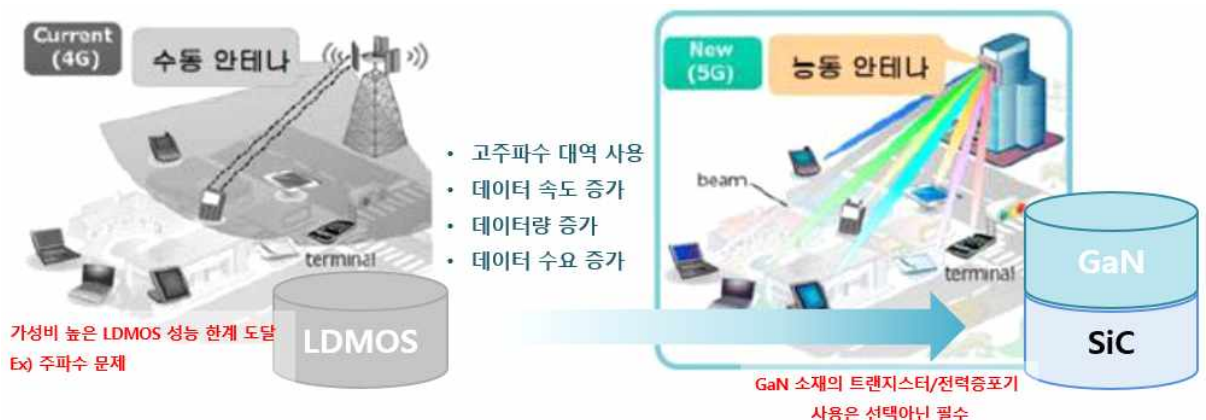 Current
(4G)
수동 안테나
terminal
LDMOS
가성비 높은 LDMOS 성능 한계 도달
Ex) 주파수 문제
• 고주파수 대역 사용
• 데이터 속도 증가
• 데이터량 증가
• 데이터 수요 증가
New
(5G)
능동 안테나
beam
terminal
GaN
SiC
GaN 소재의 트랜지스터/전력증포기
사용은 선택아닌 필수